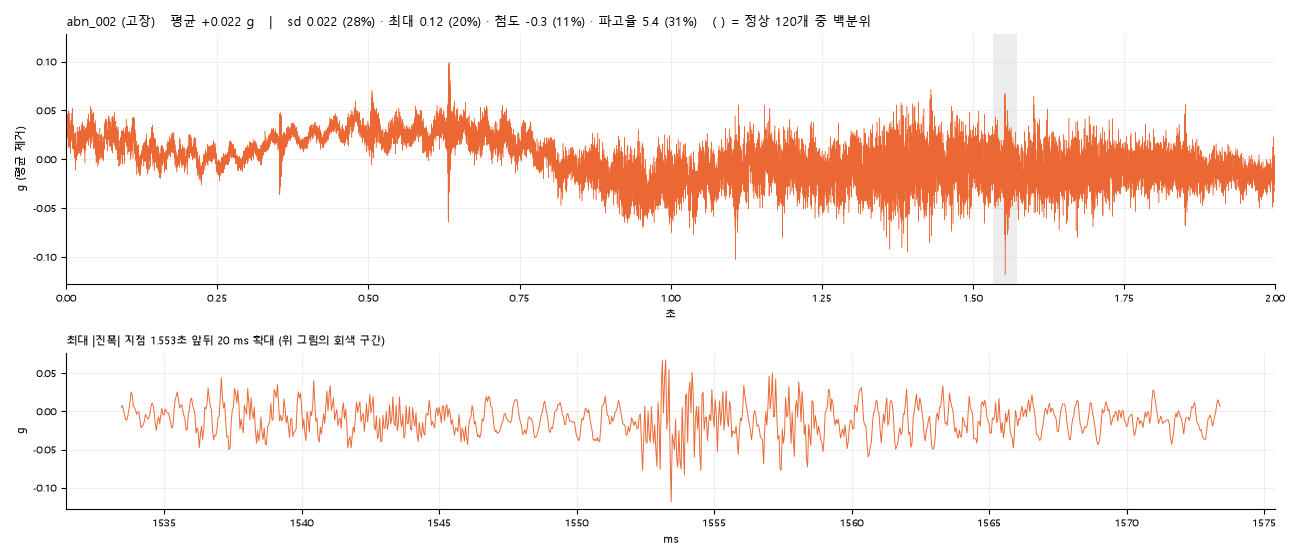 abn_002 (고장) 평균 +0.022 g | sd 0.022 (28%) · 최대 0.12 (20%) · 첨도 -0.3 (11%) · 파고율 5.4 (31%) ( ) = 정상 120개 중 백분위
g (평균 제거)
0.10
0.05
0.00
-0.05
-0.10
0.00 0.25 0.50 0.75 1.00 1.25 1.50 1.75 2.00
초
최대 |진폭| 지점 1.553초 앞뒤 20 ms 확대 (위 그림의 회색 구간)
g
0.05
0.00
-0.05
-0.10
1535 1540 1545 1550 1555 1560 1565 1570 1575
ms